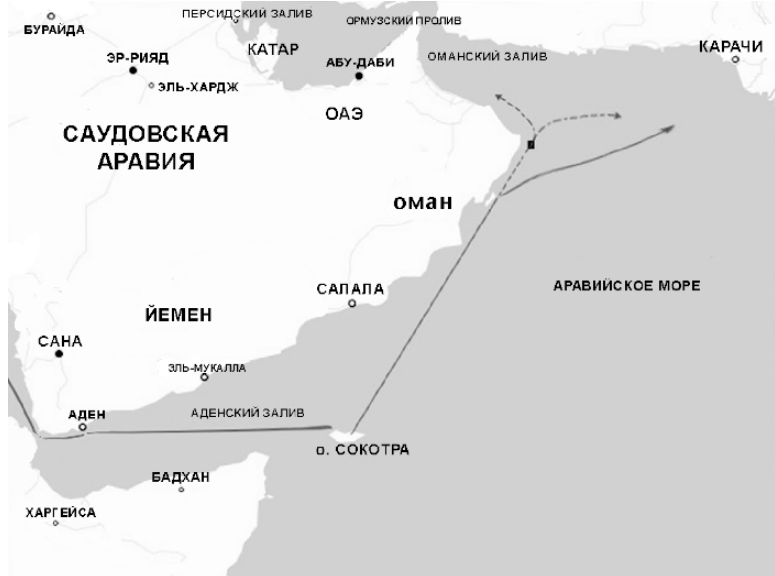 ПЕРСИДСКИЙ ЗАЛИВ
ОРМУЗСКИЙ ПРОЛИВ
БУРАЙДА
КАТАР
ОМАНСКИЙ ЗАЛИВ
КАРАЧИ
ЭР-РИЯД
АБУ-ДАБИ
ЭЛЬ-ХАРДЖ
ОАЭ
САУДОВСКАЯ
АРАВИЯ
оман
АРАВИЙСКОЕ МОРЕ
САЛАЛА
ЙЕМЕН
САНА
ЭЛЬ-МУКАЛЛА
АДЕН
АДЕНСКИЙ ЗАЛИВ
о. СОКОТРА
БАДХАН
ХАРГЕЙСА